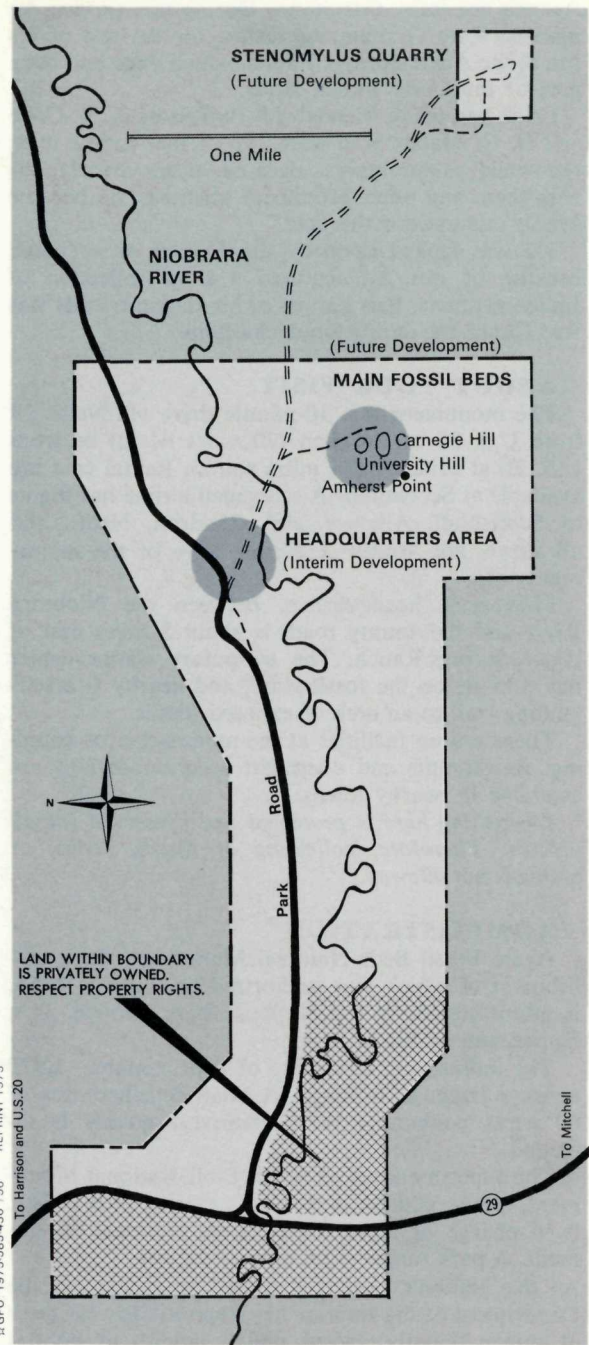 STENOMYLUS QUARRY
(Future Development)
One Mile
NIOBRARA
RIVER
(Future Development)
MAIN FOSSIL BEDS
Carnegie Hill
University Hill
Amherst Point
HEADQUARTERS AREA
(Interim Development)
N
Park Road
LAND WITHIN BOUNDARY
IS PRIVATELY OWNED.
RESPECT PROPERTY RIGHTS.
To Harrison and U.S.20
To Mitchell
29
REPRINT 1975